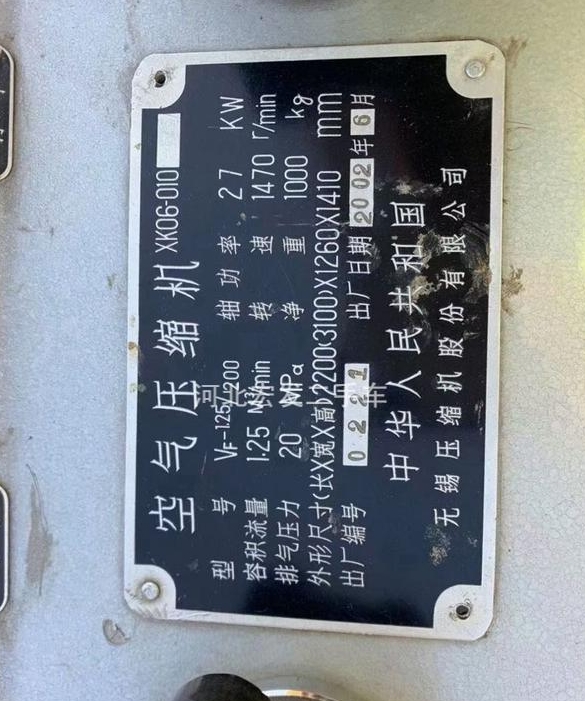 空气压缩机 XK06-010
型号 VF-1.25/200 轴功率 27 KW
容积流量 1.25 M³/min 转速 1470 r/min
排气压力 20 MPa 净重 1000 kg
外形尺寸(长X宽X高)2200(3100)X1260X1410 mm
出厂编号 0221 出厂日期 2002年6月
中华人民共和国
无锡压缩机股份有限公司